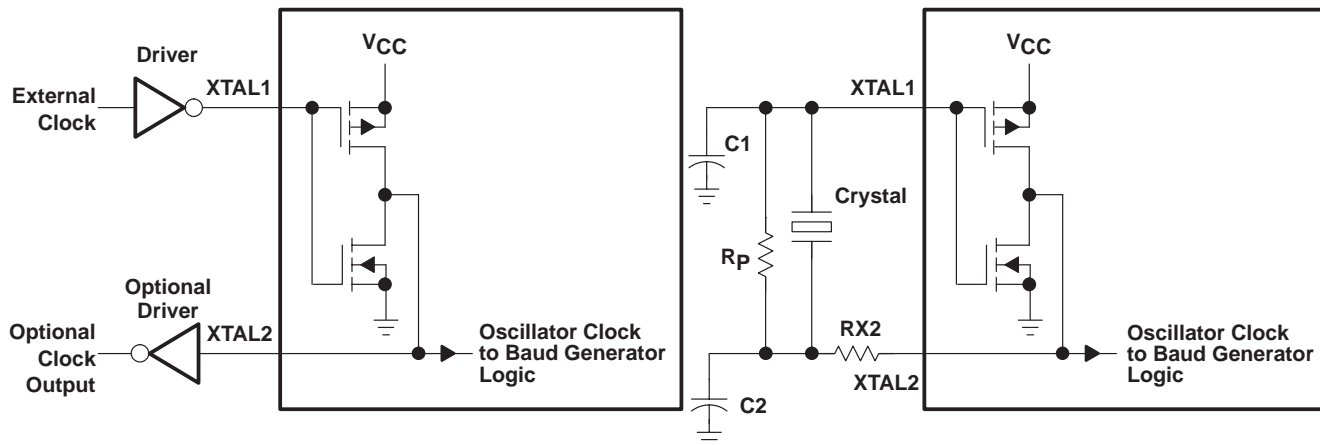 VCC
Driver
XTAL1
External
Clock
Optional
Driver
XTAL2
Optional
Clock
Output
Oscillator Clock
to Baud Generator
Logic
VCC
XTAL1
C1
Crystal
RP
RX2
XTAL2
C2
Oscillator Clock
to Baud Generator
Logic